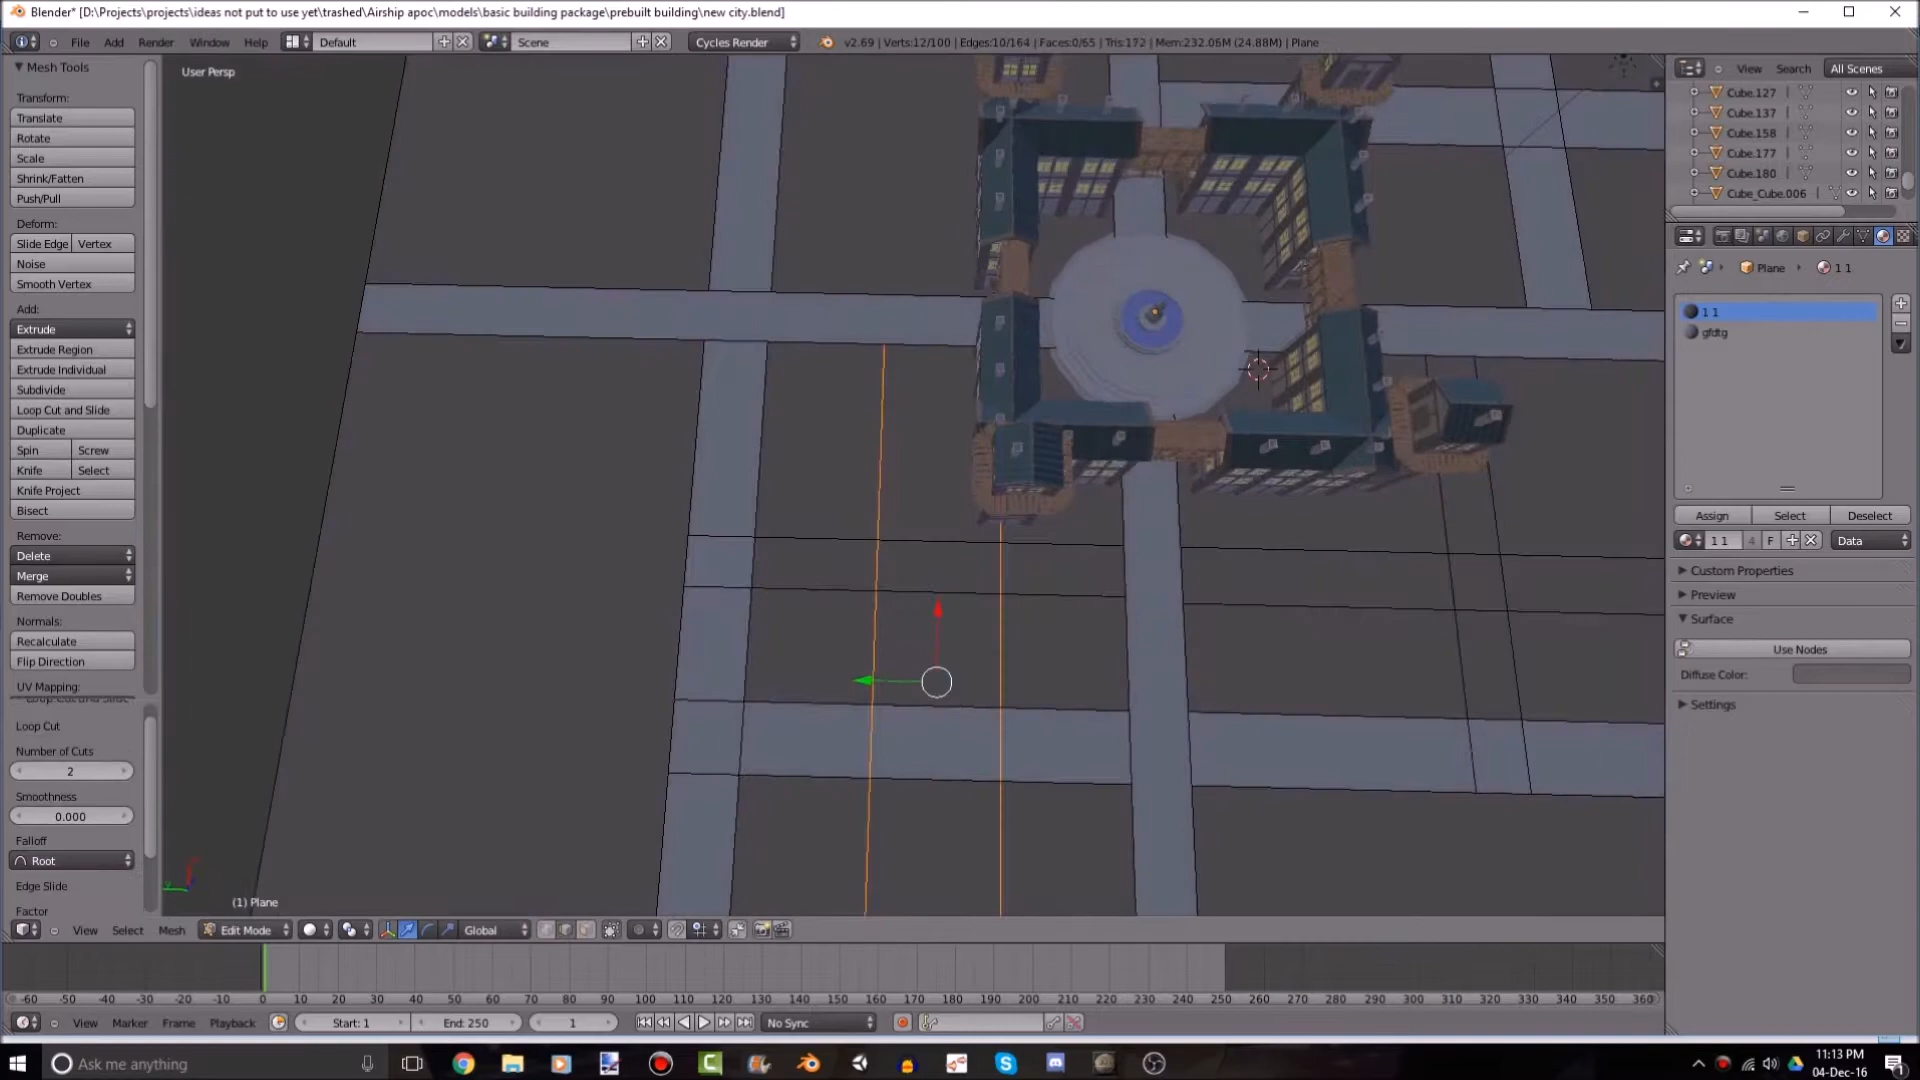 Blender* [D:\Projects\projects\ideas not put to use yet\trashed\Airship apoc\models\basic building package\prebuilt building\new city.blend]
File Add Render Window Help Default Scene Cycles Render v2.69 | Verts:12/100 | Edges:10/164 | Faces:0/65 | Tris:172 | Mem:232.06M (24.88M) | Plane
Mesh Tools
Transform:
Translate
Rotate
Scale
Shrink/Fatten
Push/Pull
Deform:
Slide Edge Vertex
Noise
Smooth Vertex
Add:
Extrude
Extrude Region
Extrude Individual
Subdivide
Loop Cut and Slide
Duplicate
Spin Screw
Knife Select
Knife Project
Bisect
Remove:
Delete
Merge
Remove Doubles
Normals:
Recalculate
Flip Direction
UV Mapping:
Loop Cut and Slide
Loop Cut
Number of Cuts
2
Smoothness
0.000
Falloff
Root
Edge Slide
Factor
User Persp
(1) Plane
View Search All Scenes
Cube.127
Cube.137
Cube.158
Cube.177
Cube.180
Cube_Cube.006
Plane 1 1
1 1
gfdtg
Assign Select Deselect
1 1 4 F Data
Custom Properties
Preview
Surface
Use Nodes
Diffuse Color:
Settings
View Select Mesh Edit Mode Global
-60 -50 -40 -30 -20 -10 0 10 20 30 40 50 60 70 80 90 100 110 120 130 140 150 160 170 180 190 200 210 220 230 240 250 260 270 280 290 300 310 320 330 340 350 360
View Marker Frame Playback Start: 1 End: 250 1 No Sync
Ask me anything
11:13 PM
04-Dec-16